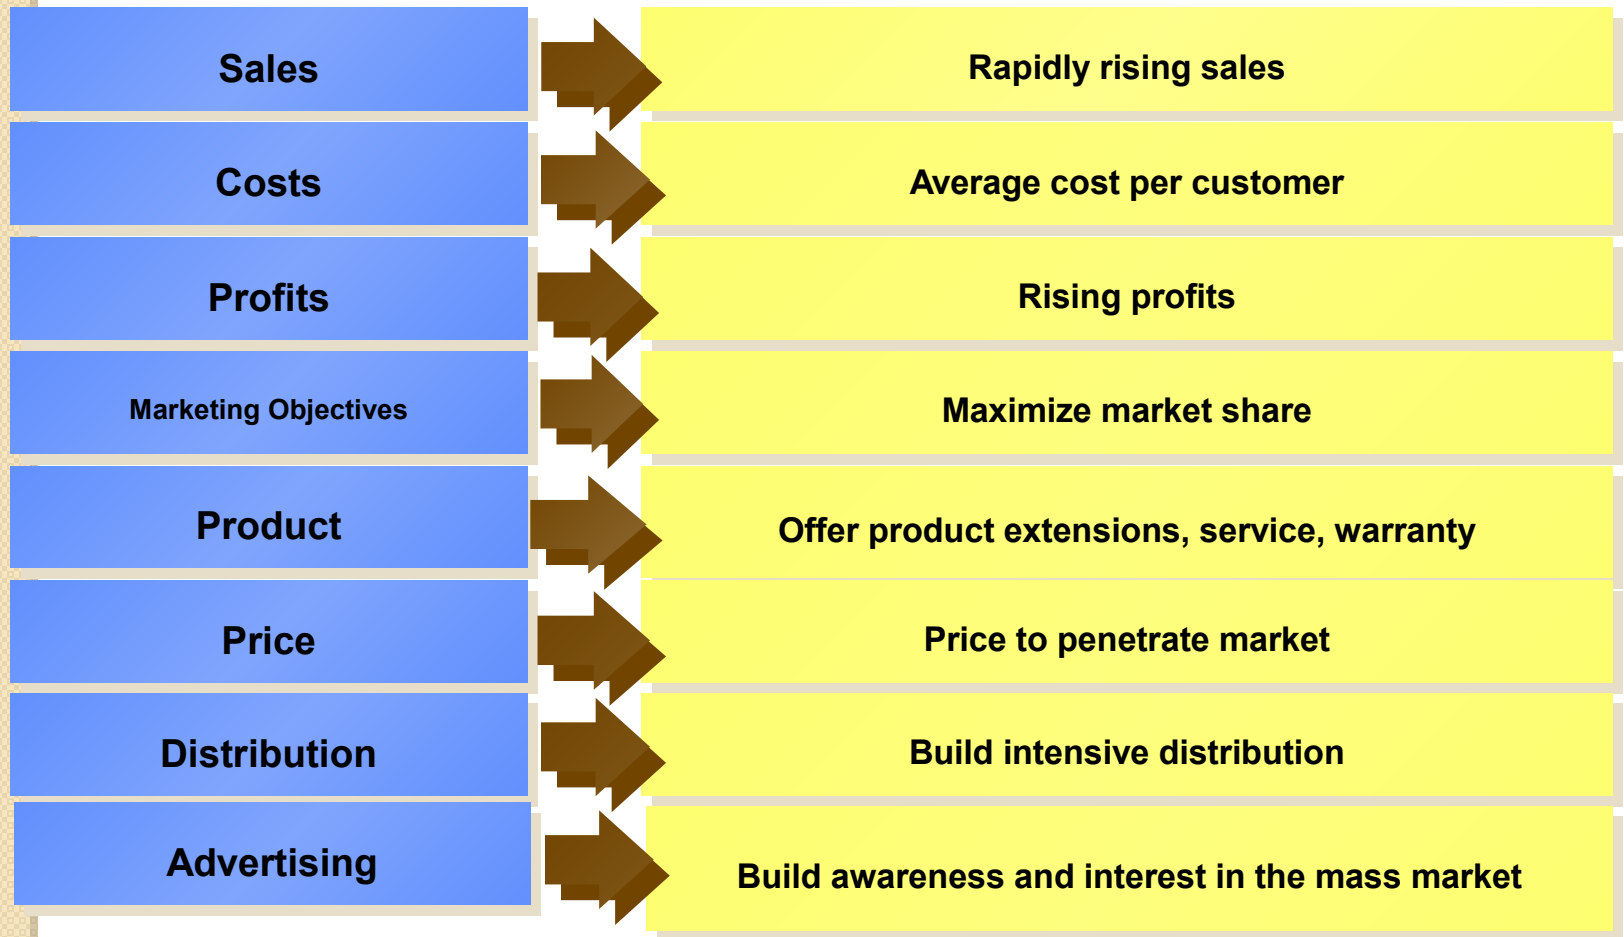 Sales
Rapidly rising sales
Costs
Average cost per customer
Profits
Rising profits
Marketing Objectives
Maximize market share
Product
Offer product extensions, service, warranty
Price
Price to penetrate market
Distribution
Build intensive distribution
Advertising
Build awareness and interest in the mass market